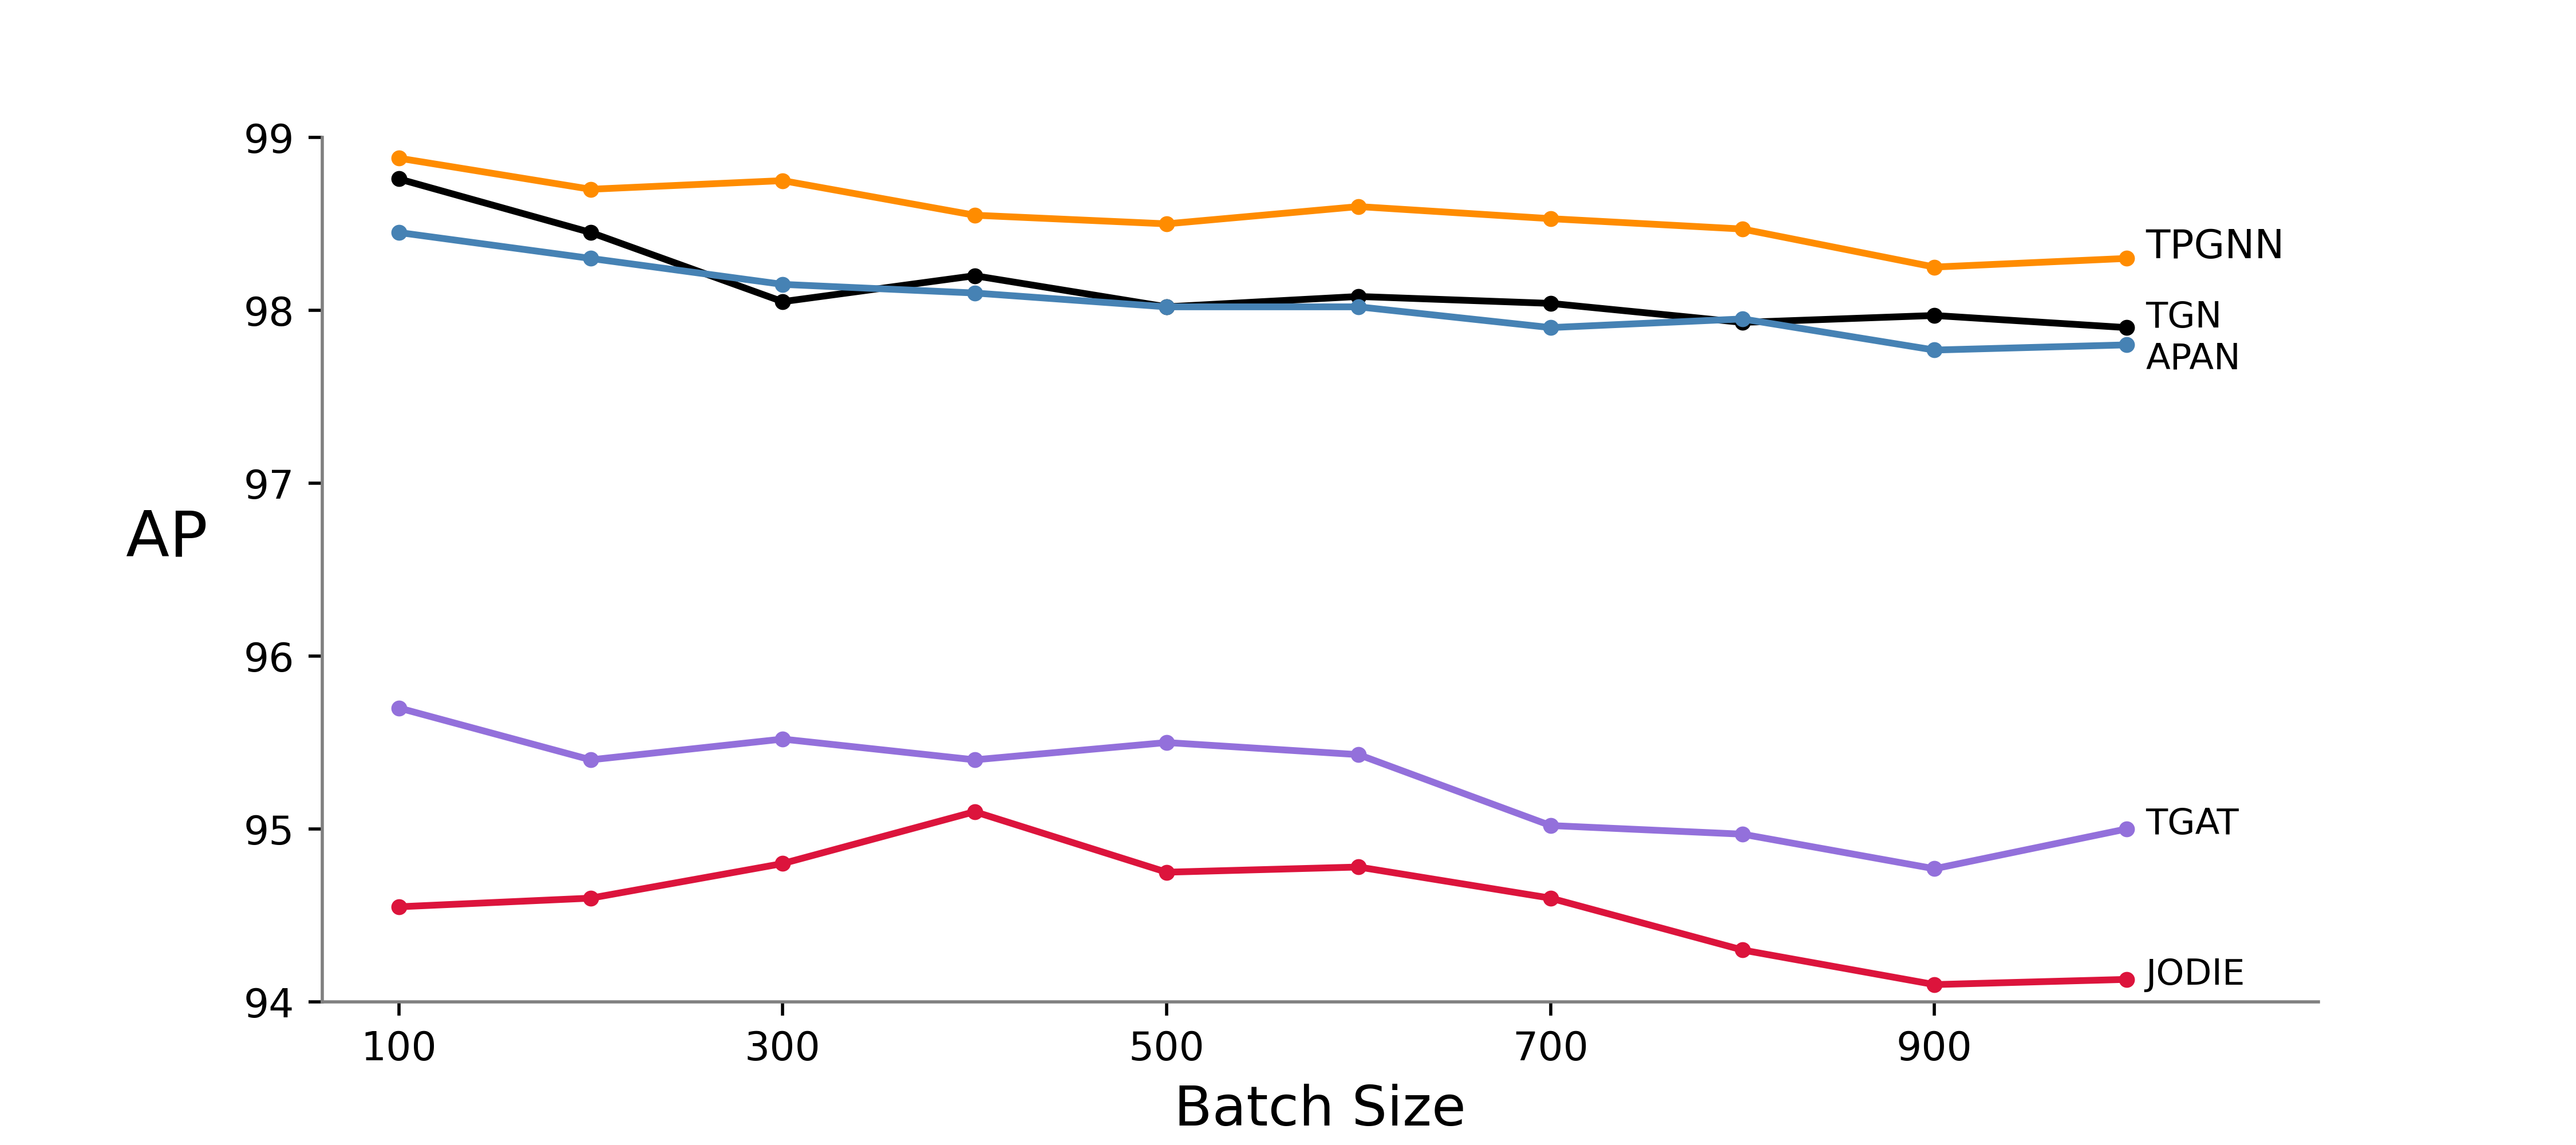 99
98
97
96
95
94
AP
100 300 500 700 900
Batch Size
TPGNN
TGN
APAN
TGAT
JODIE